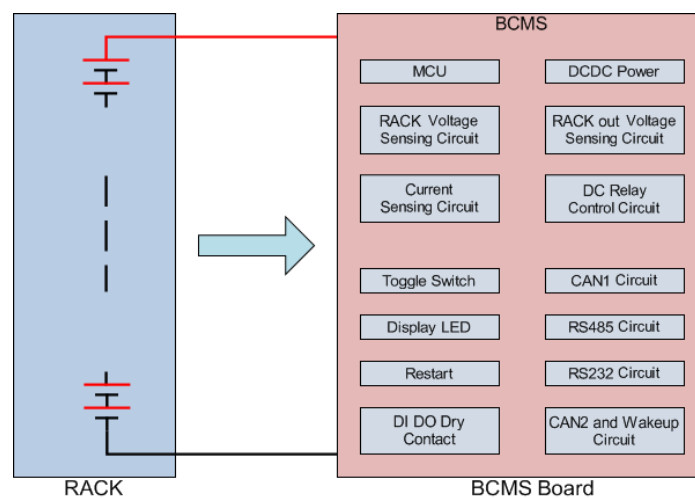 BCMS
MCU
DCDC Power
RACK Voltage
Sensing Circuit
RACK out Voltage
Sensing Circuit
Current
Sensing Circuit
DC Relay
Control Circuit
Toggle Switch
CAN1 Circuit
Display LED
RS485 Circuit
Restart
RS232 Circuit
DI DO Dry
Contact
CAN2 and Wakeup
Circuit
RACK
BCMS Board